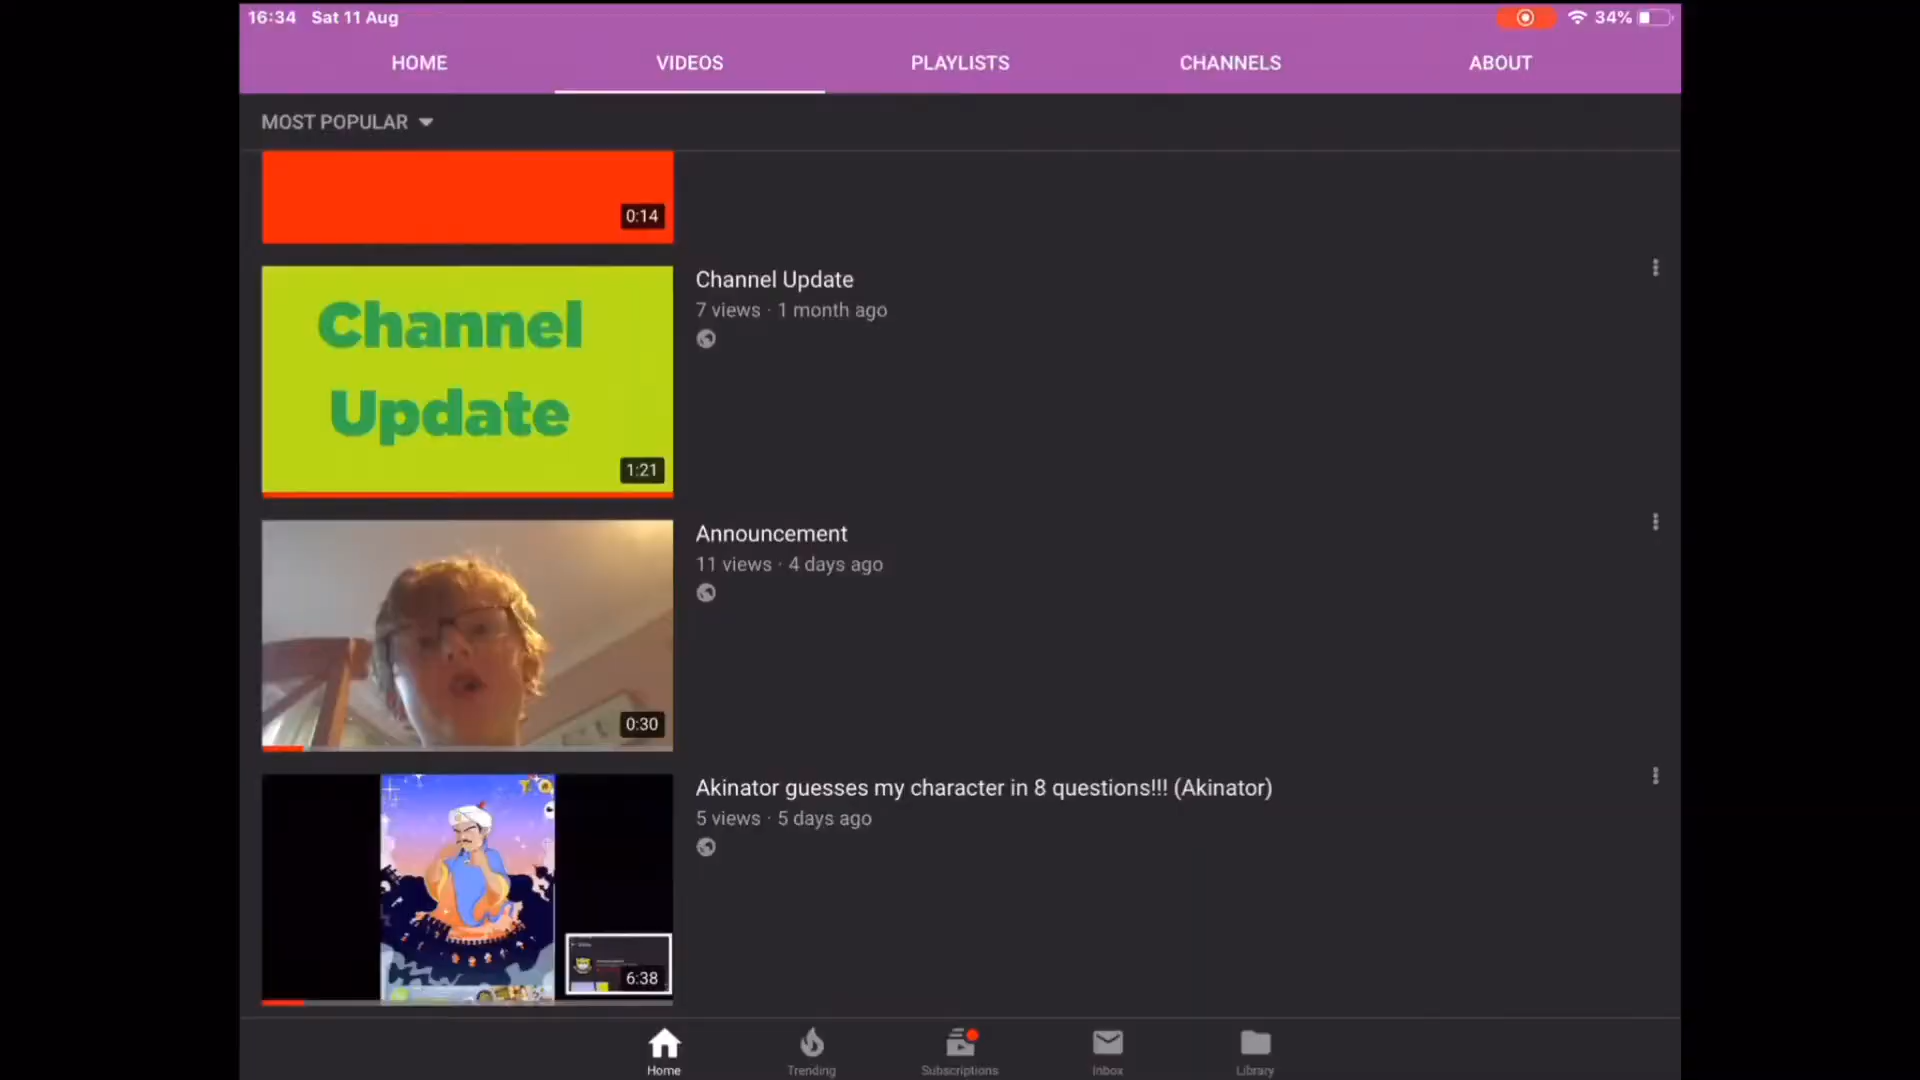 16:34 Sat 11 Aug
34%
HOME
VIDEOS
PLAYLISTS
CHANNELS
ABOUT
MOST POPULAR
0:14
Channel
Update
1:21
Channel Update
7 views · 1 month ago
0:30
Announcement
11 views · 4 days ago
6:38
Akinator guesses my character in 8 questions!!! (Akinator)
5 views · 5 days ago
Home
Trending
Subscriptions
Inbox
Library